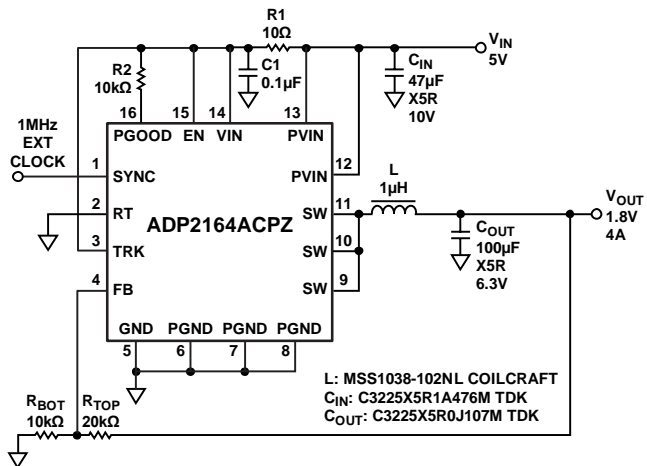 R1
10Ω
VIN
5V
R2
10kΩ
C1
0.1µF
CIN
47µF
X5R
10V
16
15
14
13
1MHz
EXT
CLOCK
PGOOD
EN
VIN
PVIN
1
SYNC
PVIN
12
2
RT
3
TRK
4
FB
ADP2164ACPZ
SW
11
SW
10
SW
9
L
1µH
VOUT
1.8V
4A
COUT
100µF
X5R
6.3V
GND
PGND
PGND
PGND
5
6
7
8
RBOT
10kΩ
RTOP
20kΩ
L: MSS1038-102NL COILCRAFT
CIN: C3225X5R1A476M TDK
COUT: C3225X5R0J107M TDK